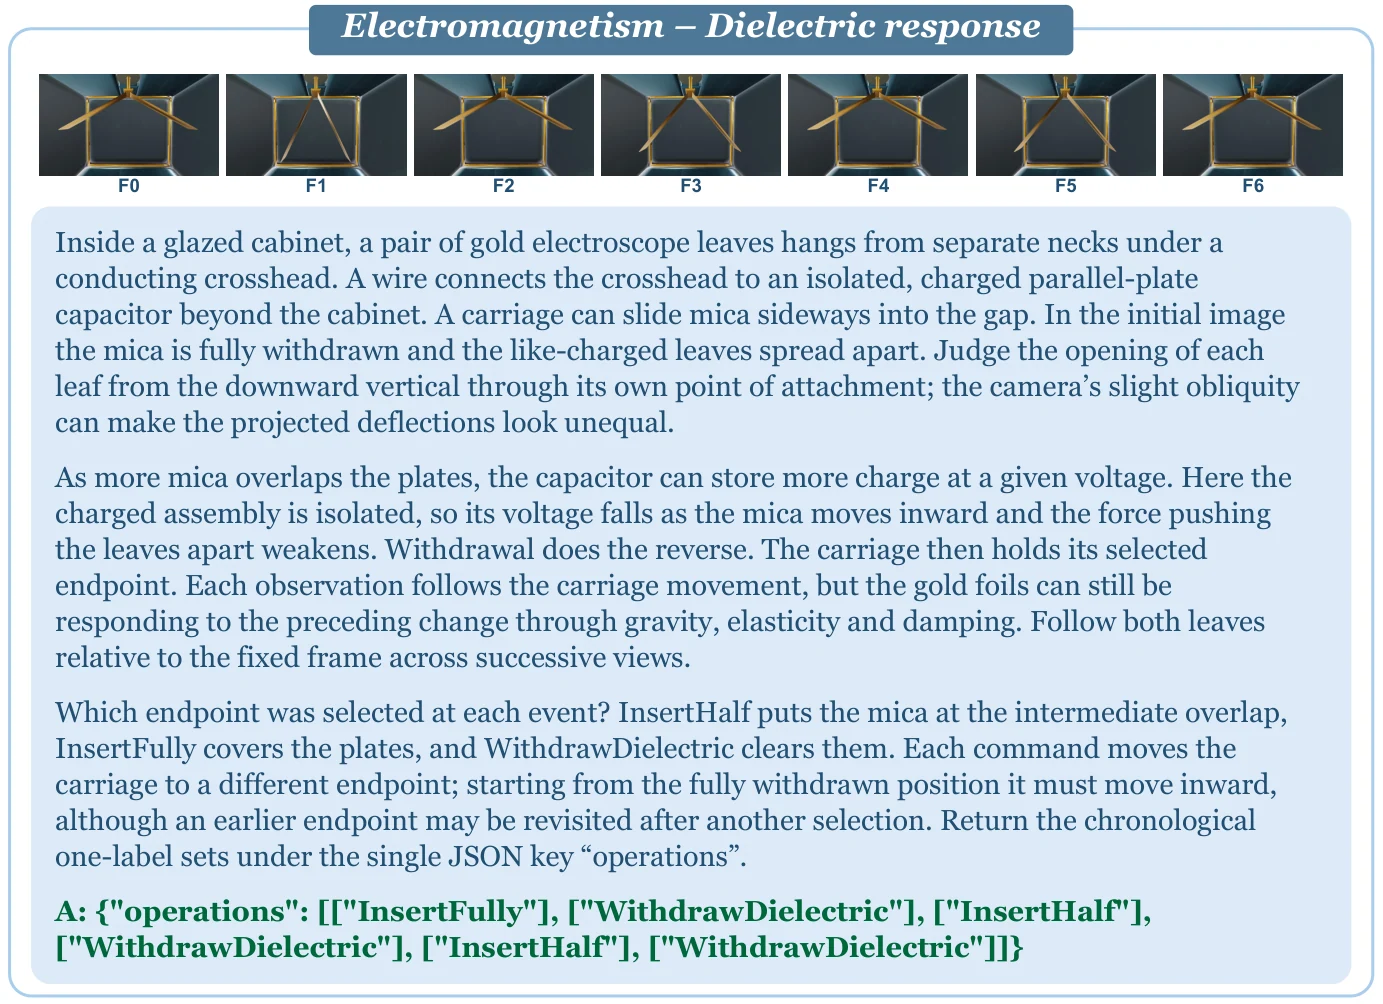 Electromagnetism – Dielectric response
F0 F1 F2 F3 F4 F5 F6
Inside a glazed cabinet, a pair of gold electroscope leaves hangs from separate necks under a
conducting crosshead. A wire connects the crosshead to an isolated, charged parallel-plate
capacitor beyond the cabinet. A carriage can slide mica sideways into the gap. In the initial image
the mica is fully withdrawn and the like-charged leaves spread apart. Judge the opening of each
leaf from the downward vertical through its own point of attachment; the camera’s slight obliquity
can make the projected deflections look unequal.
As more mica overlaps the plates, the capacitor can store more charge at a given voltage. Here the
charged assembly is isolated, so its voltage falls as the mica moves inward and the force pushing
the leaves apart weakens. Withdrawal does the reverse. The carriage then holds its selected
endpoint. Each observation follows the carriage movement, but the gold foils can still be
responding to the preceding change through gravity, elasticity and damping. Follow both leaves
relative to the fixed frame across successive views.
Which endpoint was selected at each event? InsertHalf puts the mica at the intermediate overlap,
InsertFully covers the plates, and WithdrawDielectric clears them. Each command moves the
carriage to a different endpoint; starting from the fully withdrawn position it must move inward,
although an earlier endpoint may be revisited after another selection. Return the chronological
one-label sets under the single JSON key “operations”.
A: {"operations": [["InsertFully"], ["WithdrawDielectric"], ["InsertHalf"],
["WithdrawDielectric"], ["InsertHalf"], ["WithdrawDielectric"]]}